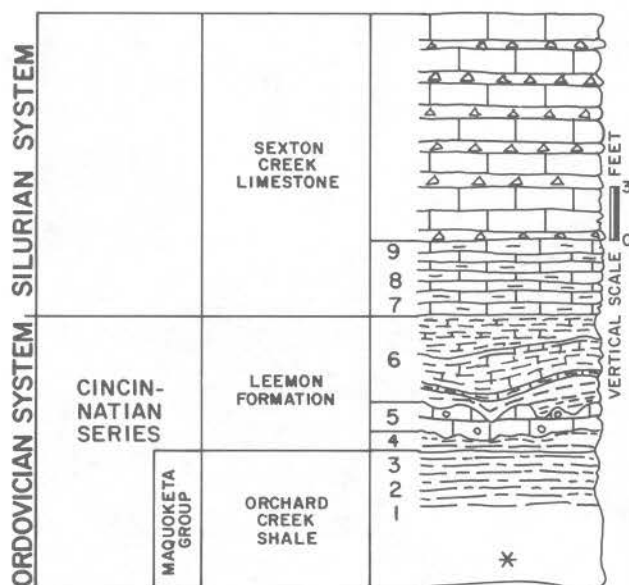 SILURIAN SYSTEM
ORDOVICIAN SYSTEM
SEXTON
CREEK
LIMESTONE
9
8
7
CINCIN-
NATIAN
SERIES
LEEMON
FORMATION
6
5
4
MAQUOKETA
GROUP
ORCHARD
CREEK
SHALE
3
2
1
*
VERTICAL SCALE
FEET
3
0